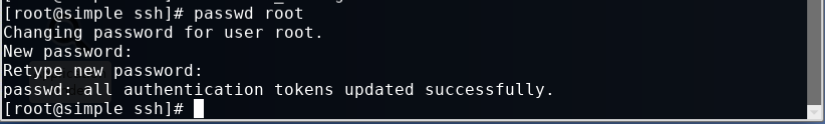 [root@simple ssh]# passwd root
Changing password for user root.
New password:
Retype new password:
passwd: all authentication tokens updated successfully.
[root@simple ssh]#